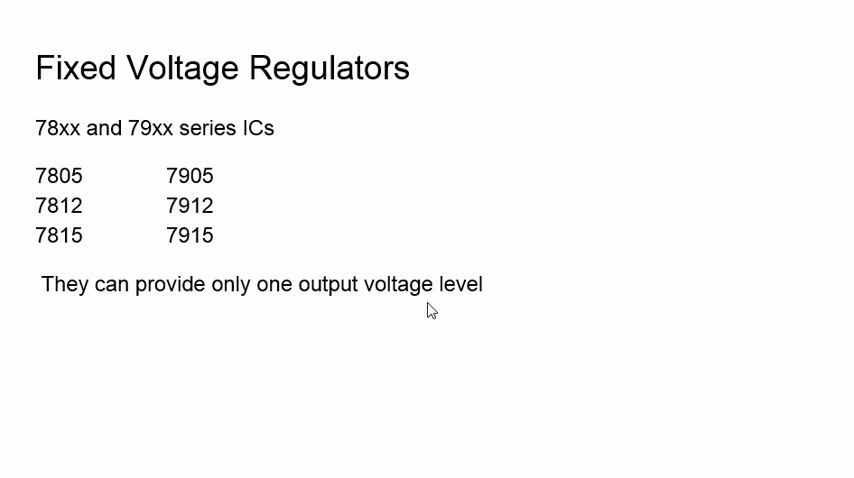 Fixed Voltage Regulators
78xx and 79xx series ICs
7805 7905
7812 7912
7815 7915
They can provide only one output voltage level